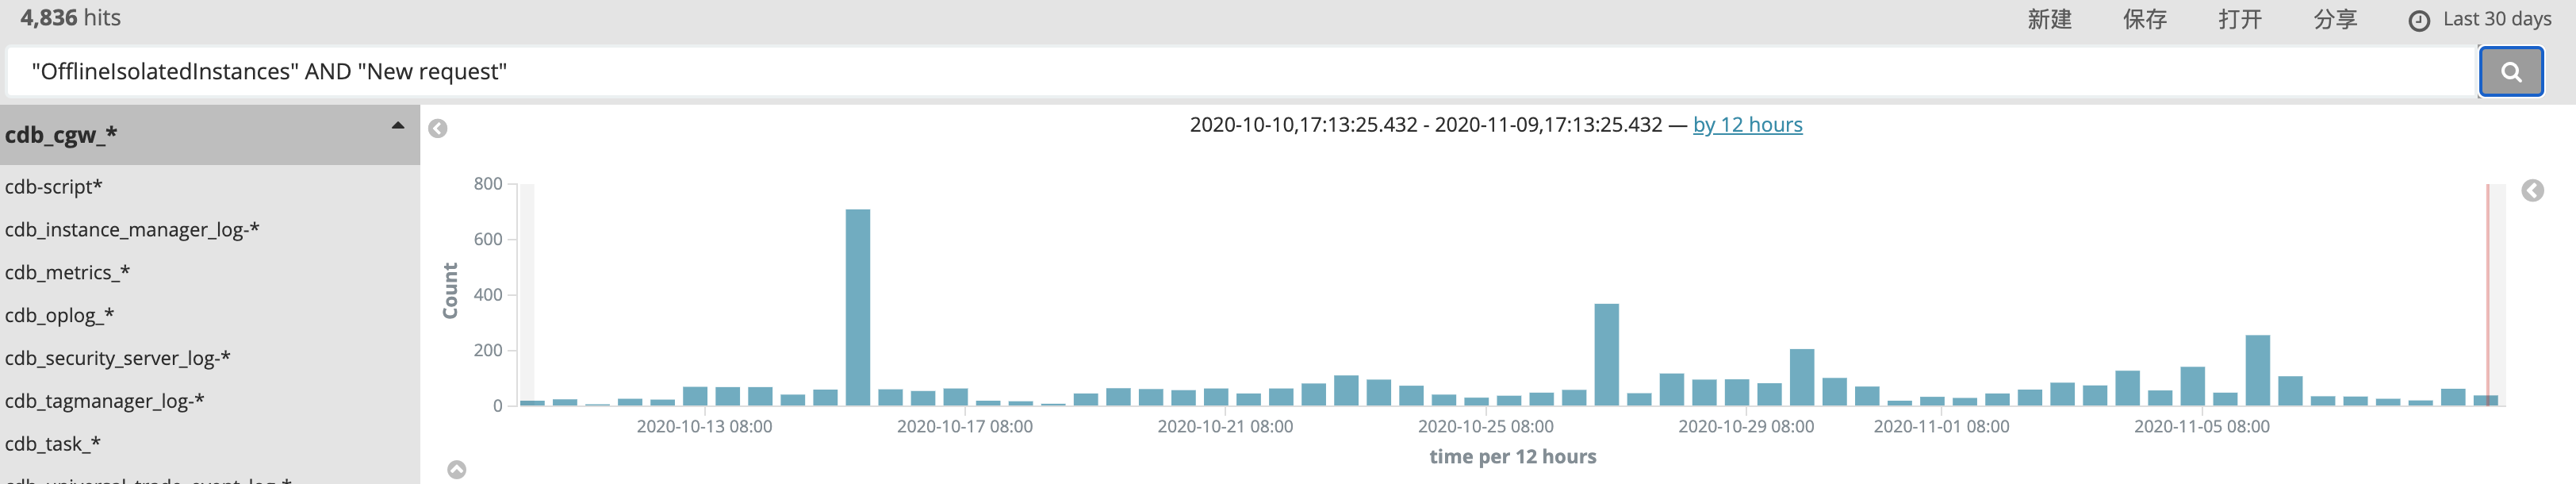 4,836 hits
新建 保存 打开 分享 Last 30 days
"OfflineIsolatedInstances" AND "New request"
cdb_cgw_*
cdb-script*
cdb_instance_manager_log-*
cdb_metrics_*
cdb_oplog_*
cdb_security_server_log-*
cdb_tagmanager_log-*
cdb_task_*
2020-10-10,17:13:25.432 - 2020-11-09,17:13:25.432 — by 12 hours
Count
800
600
400
200
0
2020-10-13 08:00 2020-10-17 08:00 2020-10-21 08:00 2020-10-25 08:00 2020-10-29 08:00 2020-11-01 08:00 2020-11-05 08:00
time per 12 hours